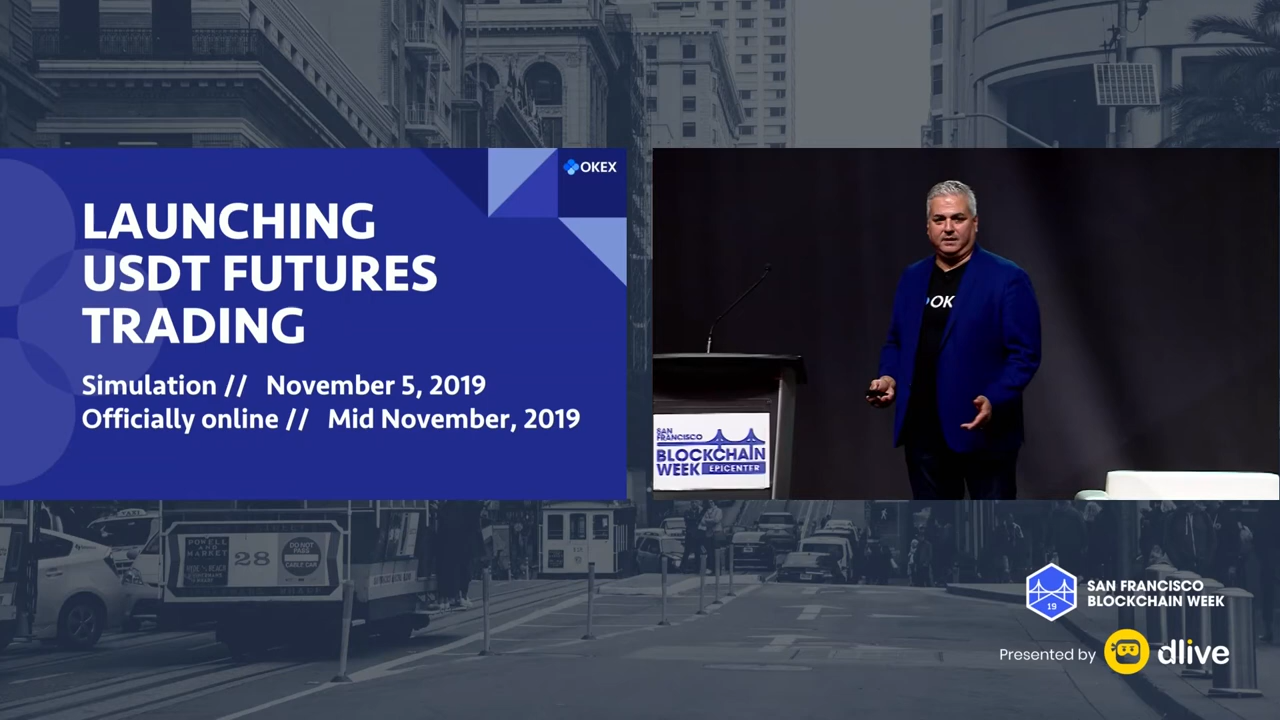 OKEX
LAUNCHING
USDT FUTURES
TRADING
Simulation // November 5, 2019
Officially online // Mid November, 2019
OK
SAN
FRANCISCO
BLOCKCHAIN
WEEK EPICENTER
POWELL
AND
MARKET
28
DO NOT
PASS
CABLE CAR
19
SAN FRANCISCO
BLOCKCHAIN WEEK
Presented by dlive